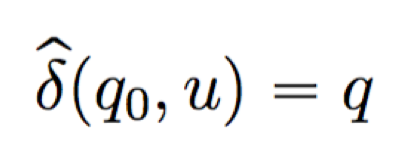 δ̂(q₀, u) = q